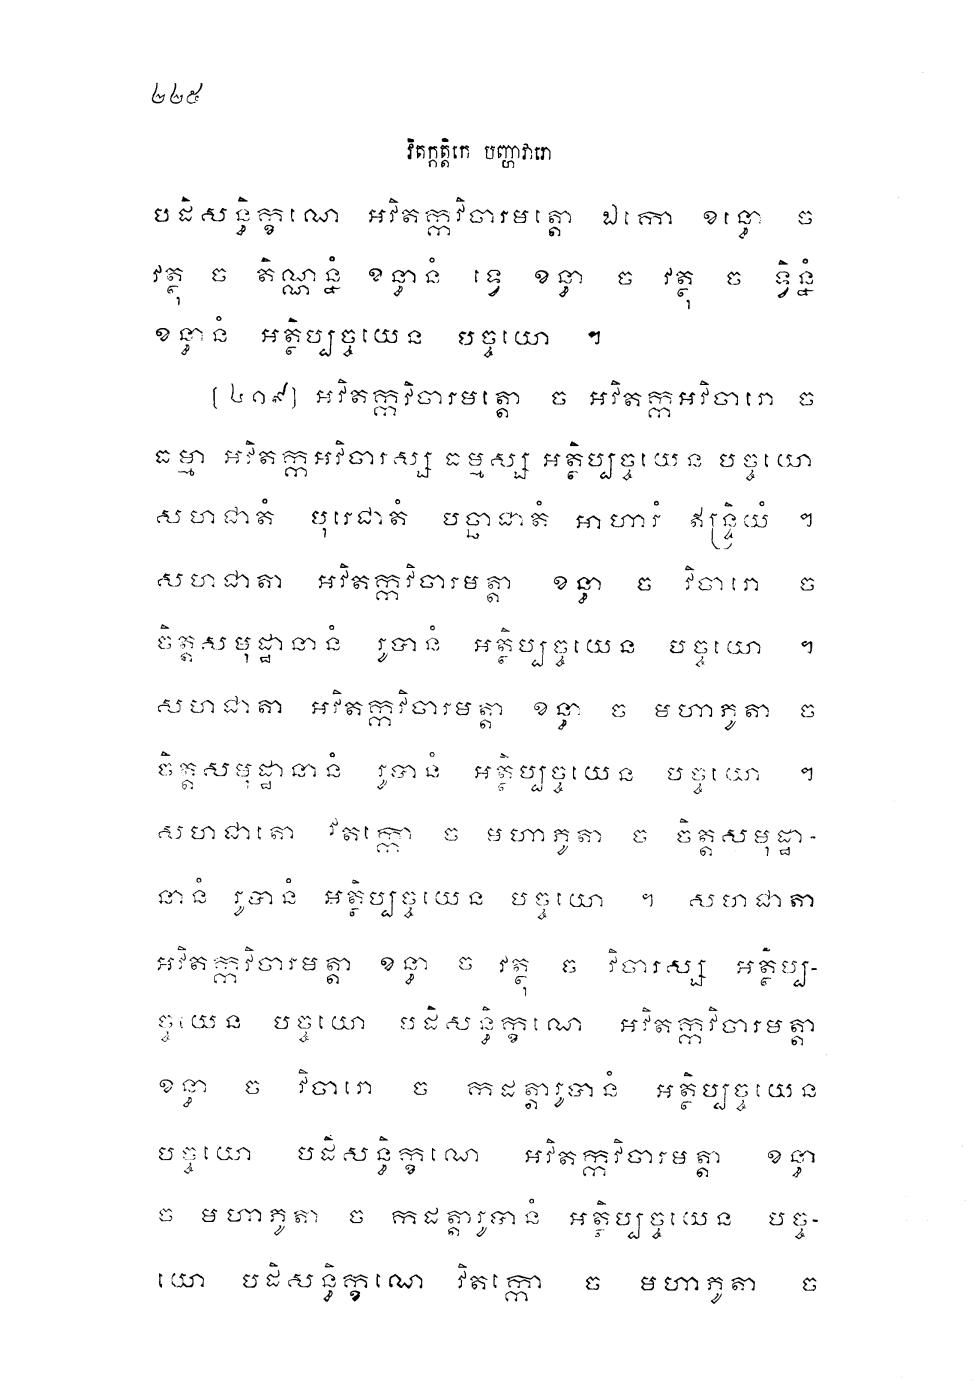 ២២៥
វិតក្កត្តិកេ បញ្ហាវារោ
បដិសន្ធិក្ខណេ អវិតក្កវិចារមត្តោ ឯកោ ខន្ធោ ច
វត្ថុ ច តិណ្ណន្នំ ខន្ធានំ ទ្វេ ខន្ធា ច វត្ថុ ច ទ្វិន្នំ
ខន្ធានំ អត្ថិប្បច្ចយេន បច្ចយោ ។
[៤១៩] អវិតក្កវិចារមត្តោ ច អវិតក្កអវិចារោ ច
ធម្មា អវិតក្កអវិចារស្ស ធម្មស្ស អត្ថិប្បច្ចយេន បច្ចយោ
សហជាតំ បុរេជាតំ បច្ឆាជាតំ អាហារំ ឥន្ទ្រិយំ ។
សហជាតា អវិតក្កវិចារមត្តា ខន្ធា ច វិចារោ ច
ចិត្តសមុដ្ឋានានំ រូបានំ អត្ថិប្បច្ចយេន បច្ចយោ ។
សហជាតា អវិតក្កវិចារមត្តា ខន្ធា ច មហាភូតា ច
ចិត្តសមុដ្ឋានានំ រូបានំ អត្ថិប្បច្ចយេន បច្ចយោ ។
សហជាតោ វិតក្កោ ច មហាភូតា ច ចិត្តសមុដ្ឋា-
នានំ រូបានំ អត្ថិប្បច្ចយេន បច្ចយោ ។ សហជាតា
អវិតក្កវិចារមត្តា ខន្ធា ច វត្ថុ ច វិចារស្ស អត្ថិប្ប-
ច្ចយេន បច្ចយោ បដិសន្ធិក្ខណេ អវិតក្កវិចារមត្តា
ខន្ធា ច វិចារោ ច កដត្តារូបានំ អត្ថិប្បច្ចយេន
បច្ចយោ បដិសន្ធិក្ខណេ អវិតក្កវិចារមត្តា ខន្ធា
ច មហាភូតា ច កដត្តារូបានំ អត្ថិប្បច្ចយេន បច្ច-
យោ បដិសន្ធិក្ខណេ វិតក្កោ ច មហាភូតា ច